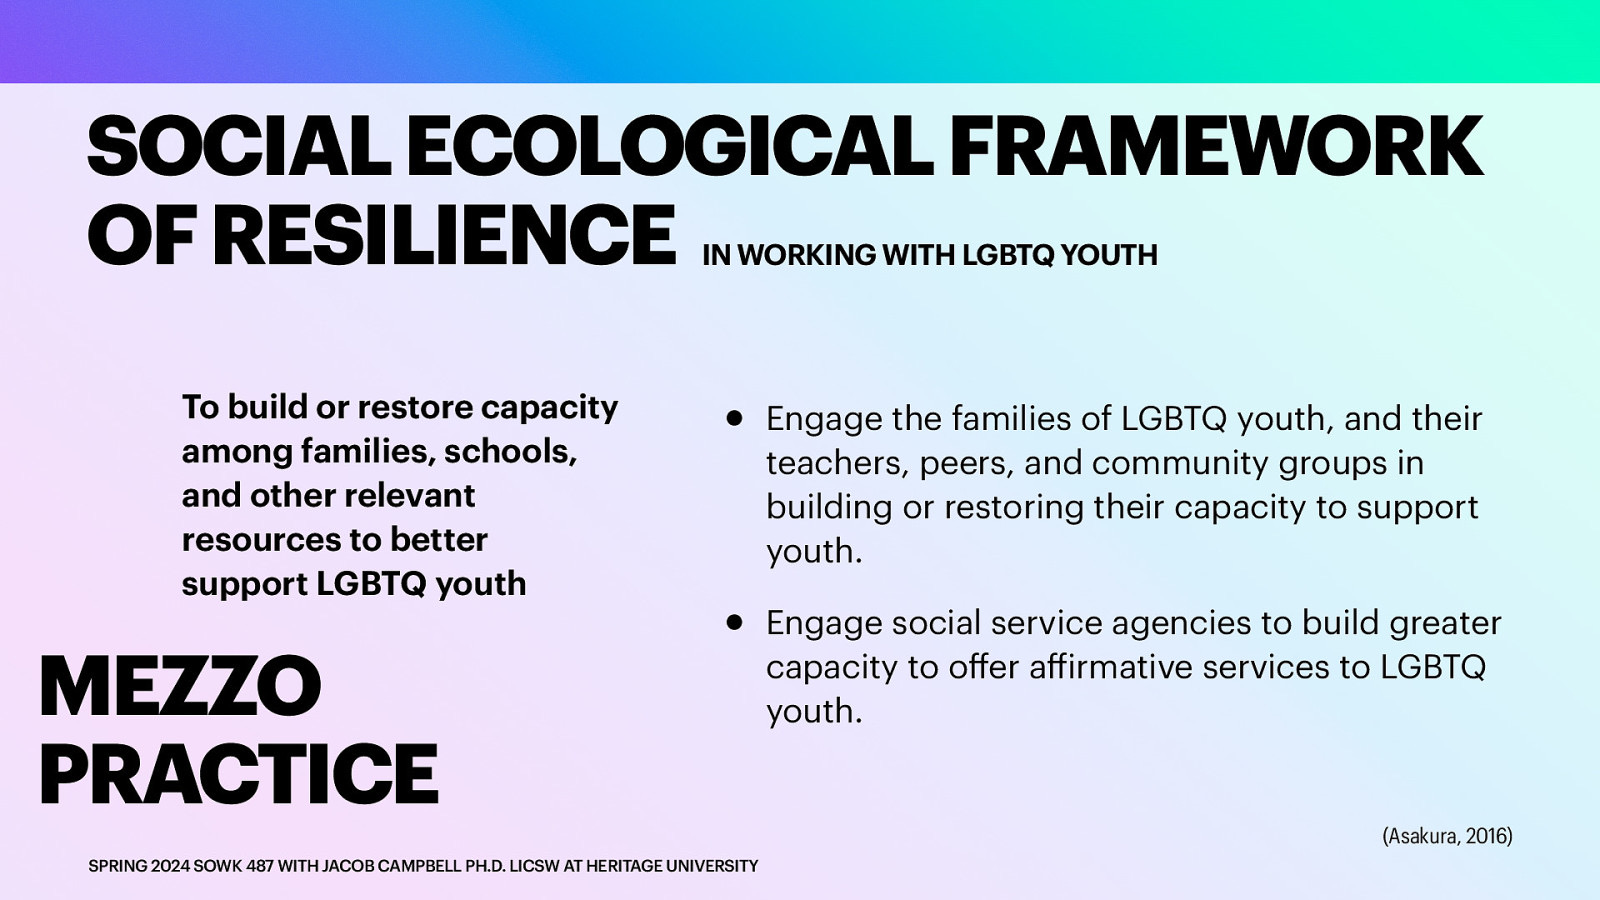 SOCIAL ECOLOGICAL FRAMEWORK
OF RESILIENCE IN WORKING WITH LGBTQ YOUTH
To build or restore capacity
among families, schools,
and other relevant
resources to better
support LGBTQ youth
MEZZO
PRACTICE
● Engage the families of LGBTQ youth, and their
teachers, peers, and community groups in
building or restoring their capacity to support
youth.
● Engage social service agencies to build greater
capacity to offer affirmative services to LGBTQ
youth.
(Asakura, 2016)
SPRING 2024 SOWK 487 WITH JACOB CAMPBELL PH.D. LICSW AT HERITAGE UNIVERSITY